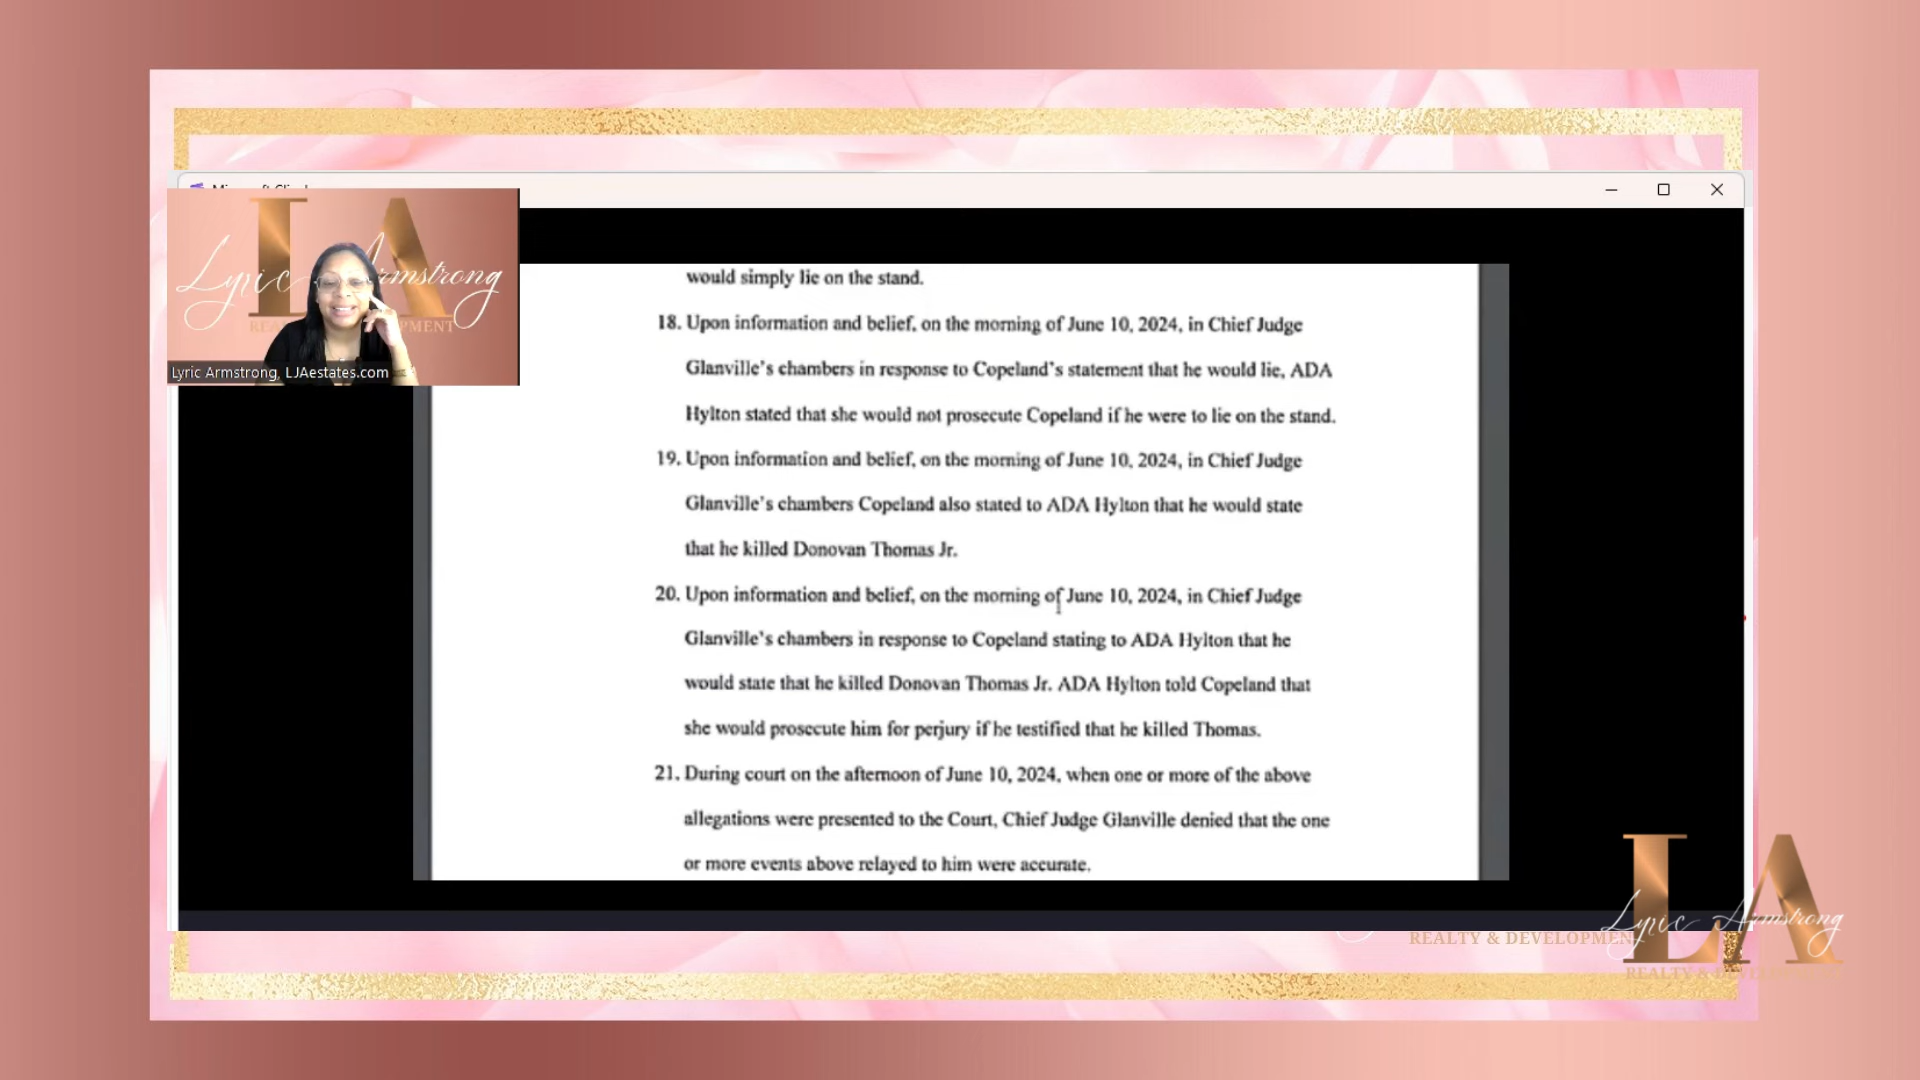 LA
Lyric Armstrong
Lyric Armstrong, LJAestates.com
would simply lie on the stand.
18. Upon information and belief, on the morning of June 10, 2024, in Chief Judge
Glanville's chambers in response to Copeland's statement that he would lie, ADA
Hylton stated that she would not prosecute Copeland if he were to lie on the stand.
19. Upon information and belief, on the morning of June 10, 2024, in Chief Judge
Glanville's chambers Copeland also stated to ADA Hylton that he would state
that he killed Donovan Thomas Jr.
20. Upon information and belief, on the morning of June 10, 2024, in Chief Judge
Glanville's chambers in response to Copeland stating to ADA Hylton that he
would state that he killed Donovan Thomas Jr. ADA Hylton told Copeland that
she would prosecute him for perjury if he testified that he killed Thomas.
21. During court on the afternoon of June 10, 2024, when one or more of the above
allegations were presented to the Court, Chief Judge Glanville denied that the one
or more events above relayed to him were accurate.
LA
Lyric Armstrong
REALTY & DEVELOPMEN
REALTY &